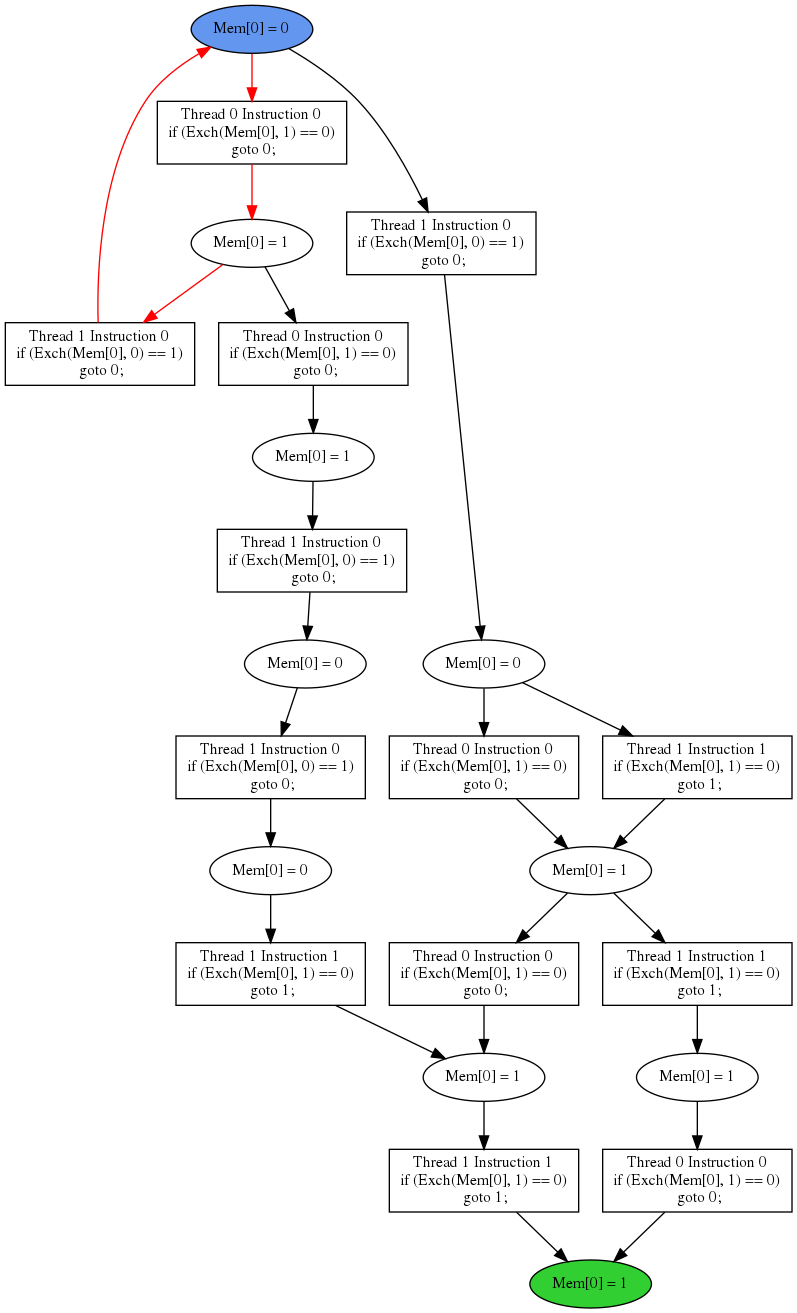 Mem[0] = 0
Thread 0 Instruction 0
if (Exch(Mem[0], 1) == 0)
goto 0;
Mem[0] = 1
Thread 1 Instruction 0
if (Exch(Mem[0], 0) == 1)
goto 0;
Thread 1 Instruction 0
if (Exch(Mem[0], 0) == 1)
goto 0;
Thread 0 Instruction 0
if (Exch(Mem[0], 1) == 0)
goto 0;
Mem[0] = 1
Thread 1 Instruction 0
if (Exch(Mem[0], 0) == 1)
goto 0;
Mem[0] = 0
Mem[0] = 0
Thread 1 Instruction 0
if (Exch(Mem[0], 0) == 1)
goto 0;
Thread 0 Instruction 0
if (Exch(Mem[0], 1) == 0)
goto 0;
Thread 1 Instruction 1
if (Exch(Mem[0], 1) == 0)
goto 1;
Mem[0] = 0
Mem[0] = 1
Thread 1 Instruction 1
if (Exch(Mem[0], 1) == 0)
goto 1;
Thread 0 Instruction 0
if (Exch(Mem[0], 1) == 0)
goto 0;
Thread 1 Instruction 1
if (Exch(Mem[0], 1) == 0)
goto 1;
Mem[0] = 1
Mem[0] = 1
Thread 1 Instruction 1
if (Exch(Mem[0], 1) == 0)
goto 1;
Thread 0 Instruction 0
if (Exch(Mem[0], 1) == 0)
goto 0;
Mem[0] = 1